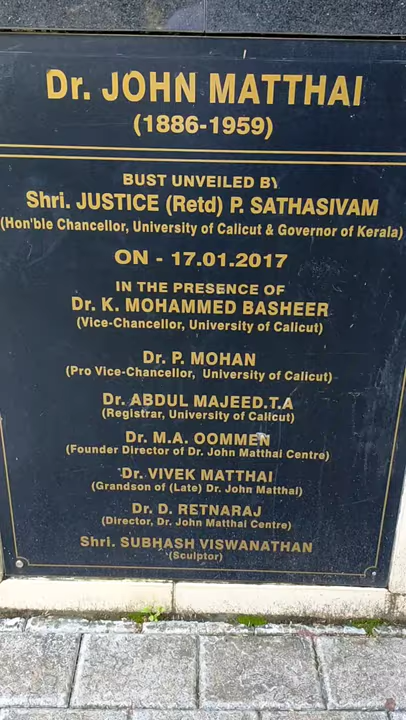 Dr. JOHN MATTHAI
(1886-1959)
BUST UNVEILED BY
Shri. JUSTICE (Retd) P. SATHASIVAM
(Hon'ble Chancellor, University of Calicut & Governor of Kerala)
ON - 17.01.2017
IN THE PRESENCE OF
Dr. K. MOHAMMED BASHEER
(Vice-Chancellor, University of Calicut)
Dr. P. MOHAN
(Pro Vice-Chancellor, University of Calicut)
Dr. ABDUL MAJEED.T.A
(Registrar, University of Calicut)
Dr. M.A. OOMMEN
(Founder Director of Dr. John Matthai Centre)
Dr. VIVEK MATTHAI
(Grandson of (Late) Dr. John Matthai)
Dr. D. RETNARAJ
(Director, Dr. John Matthai Centre)
Shri. SUBHASH VISWANATHAN
(Sculptor)